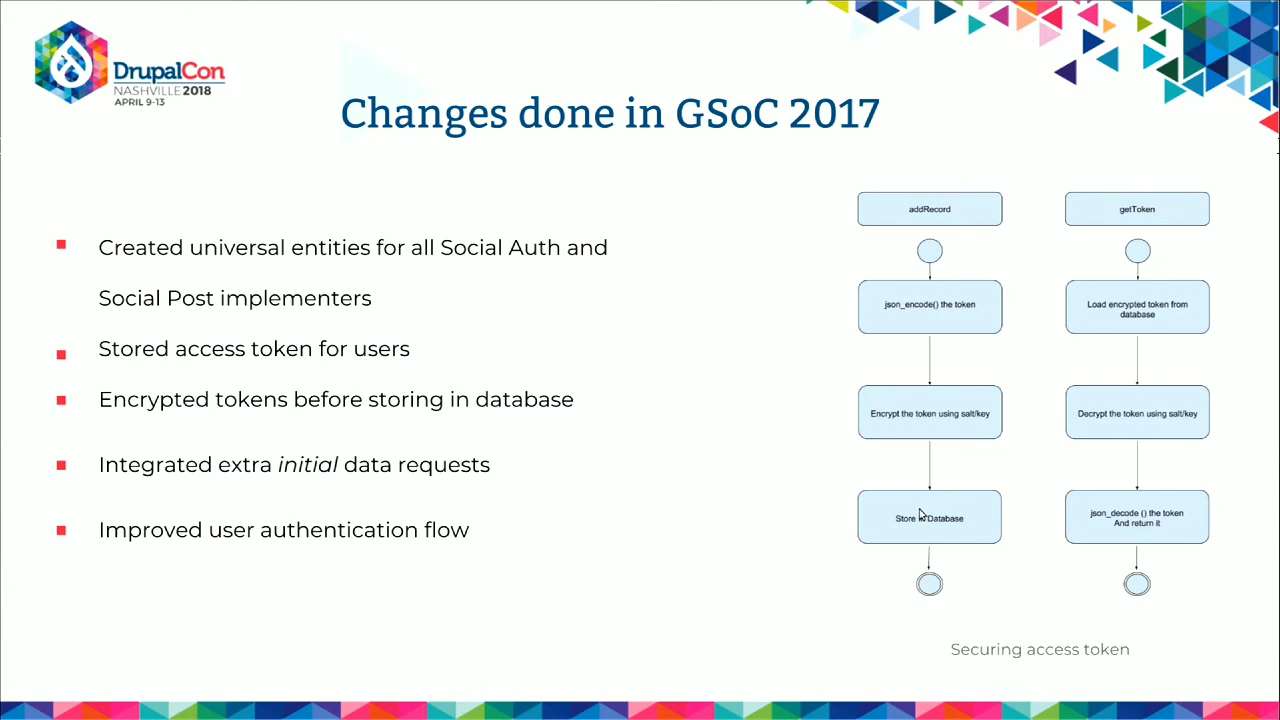 DrupalCon
NASHVILLE 2018
APRIL 9-13
Changes done in GSoC 2017
Created universal entities for all Social Auth and
Social Post implementers
Stored access token for users
Encrypted tokens before storing in database
Integrated extra initial data requests
Improved user authentication flow
addRecord
json_encode() the token
Encrypt the token using salt/key
Store in Database
getToken
Load encrypted token from
database
Decrypt the token using salt/key
json_decode () the token
And return it
Securing access token